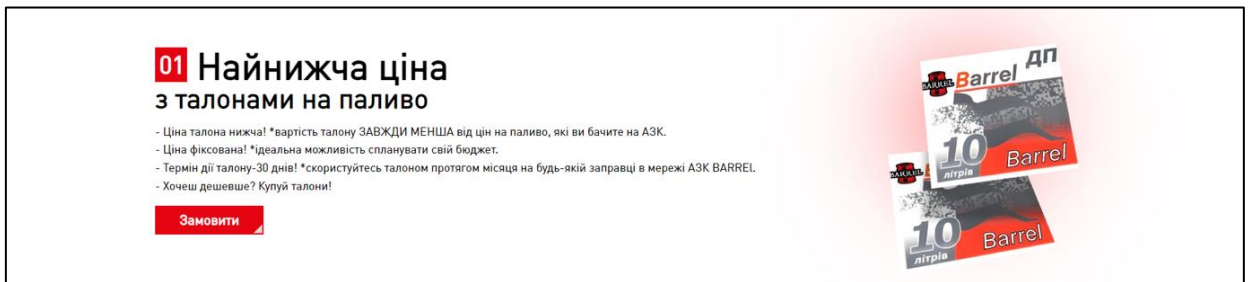 01 Найнижча ціна
з талонами на паливо
- Ціна талона нижча! *вартість талону ЗАВЖДИ МЕНША від цін на паливо, які ви бачите на АЗК.
- Ціна фіксована! *ідеальна можливість спланувати свій бюджет.
- Термін дії талону-30 днів! *скористуйтесь талоном протягом місяця на будь-якій заправці в мережі АЗК BARREL.
- Хочеш дешевше? Купуй талони!
Замовити
ДП
BARREL Barrel
10
літрів
Barrel
BARREL
10
літрів
Barrel